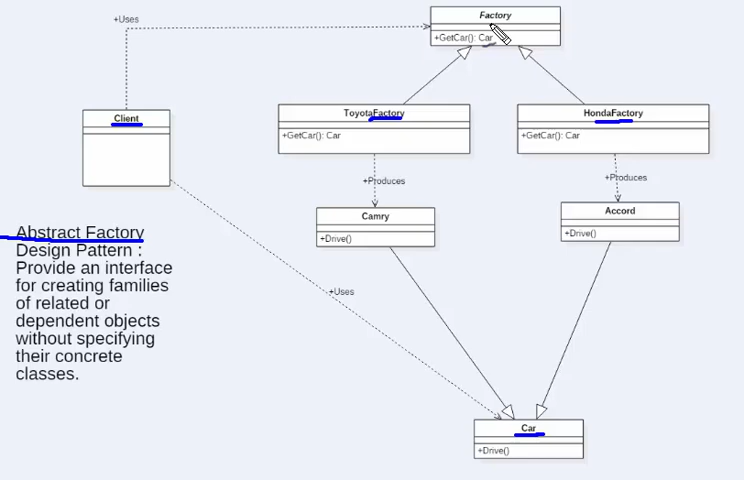 +Uses
Factory
+GetCar(): Car
Client
ToyotaFactory
+GetCar(): Car
HondaFactory
+GetCar(): Car
+Produces
+Produces
Camry
+Drive()
Accord
+Drive()
Abstract Factory
Design Pattern :
Provide an interface
for creating families
of related or
dependent objects
without specifying
their concrete
classes.
+Uses
Car
+Drive()